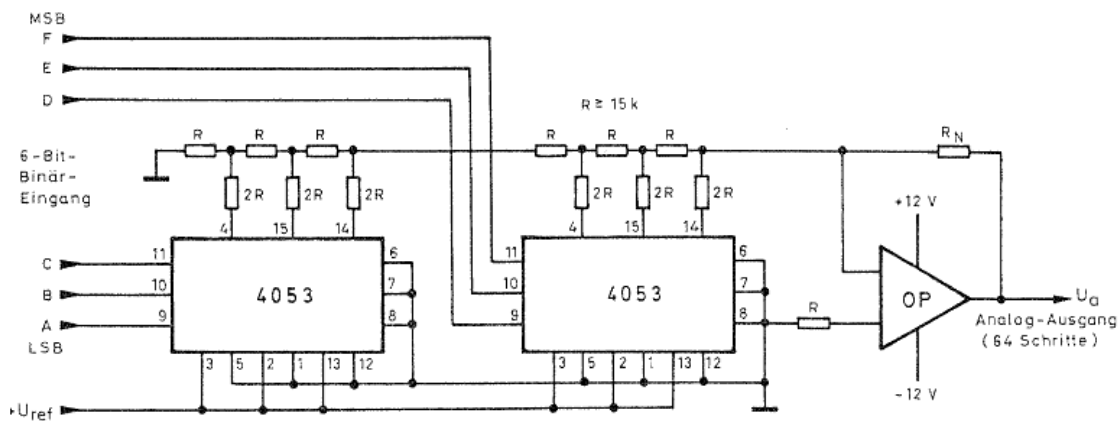 MSB
F
E
D
R ≥ 15 k
R R R R R R R_N
6-Bit-
Binär-
Eingang
2R 2R 2R 2R 2R 2R
+12 V
4 15 14 4 15 14
C 11 6 11 6
B 10 4053 7 10 4053 7 R OP U_a
A 9 8 9 8
LSB
Analog-Ausgang
(64 Schritte)
3 5 2 1 13 12 3 5 2 1 13 12
-12 V
+U_ref